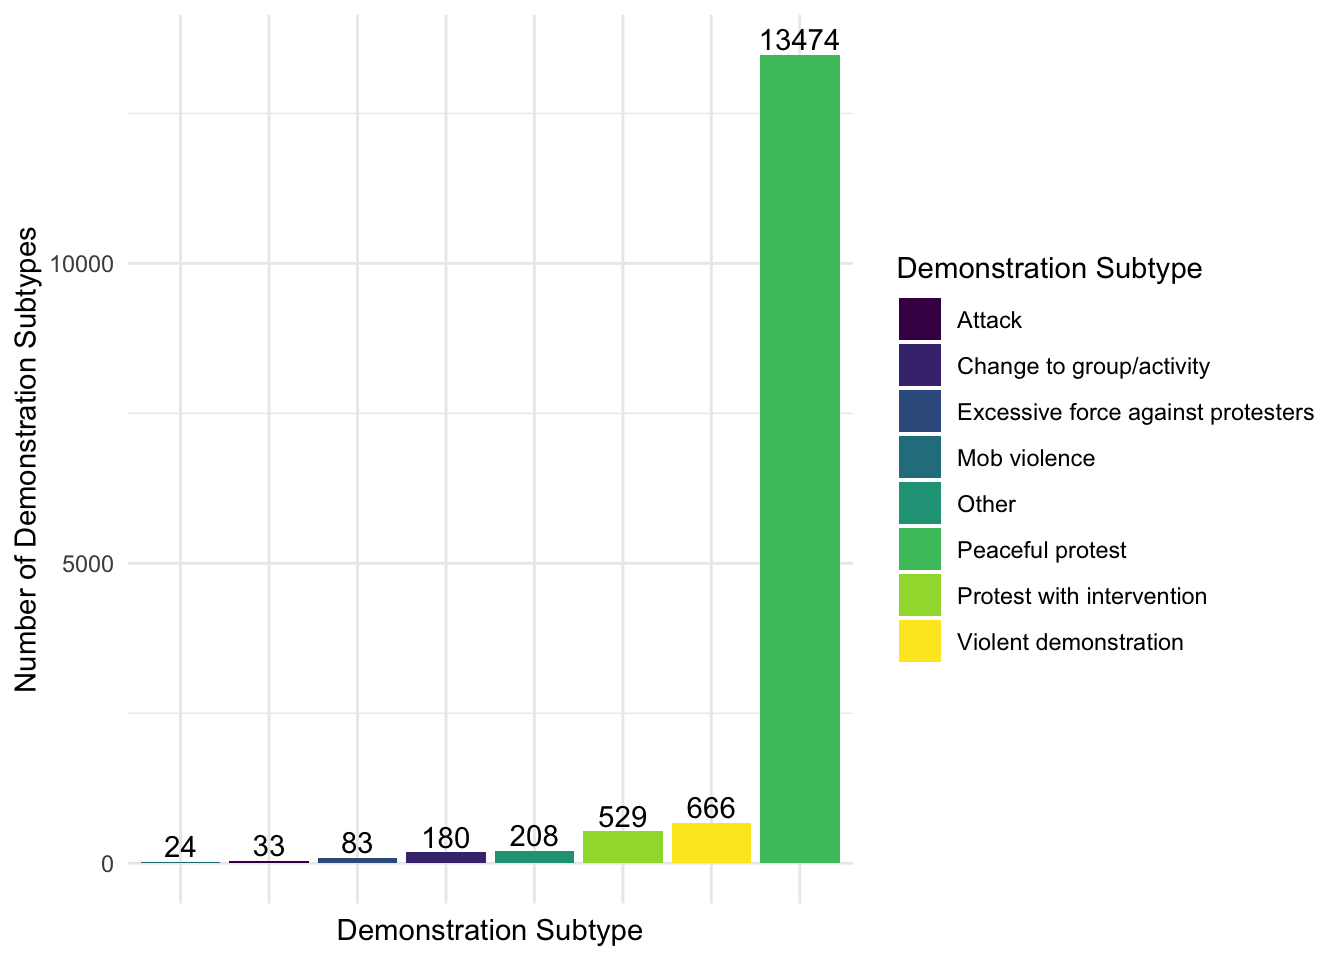 13474
10000
5000
0
24
33
83
180
208
529
666
Number of Demonstration Subtypes
Demonstration Subtype
Demonstration Subtype
Attack
Change to group/activity
Excessive force against protesters
Mob violence
Other
Peaceful protest
Protest with intervention
Violent demonstration